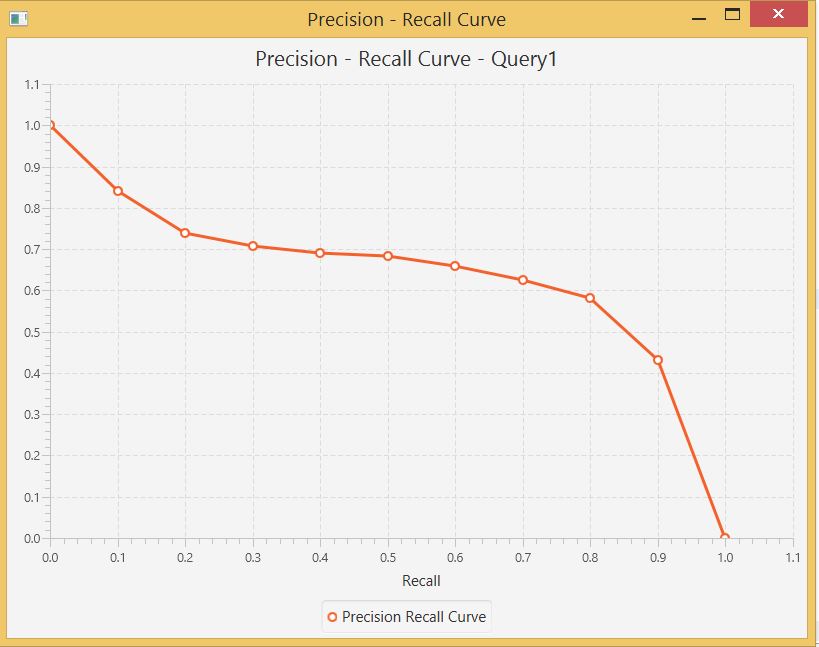 Precision - Recall Curve
Precision - Recall Curve - Query1
1.1
1.0
0.9
0.8
0.7
0.6
0.5
0.4
0.3
0.2
0.1
0.0
0.0 0.1 0.2 0.3 0.4 0.5 0.6 0.7 0.8 0.9 1.0 1.1
Recall
Precision Recall Curve